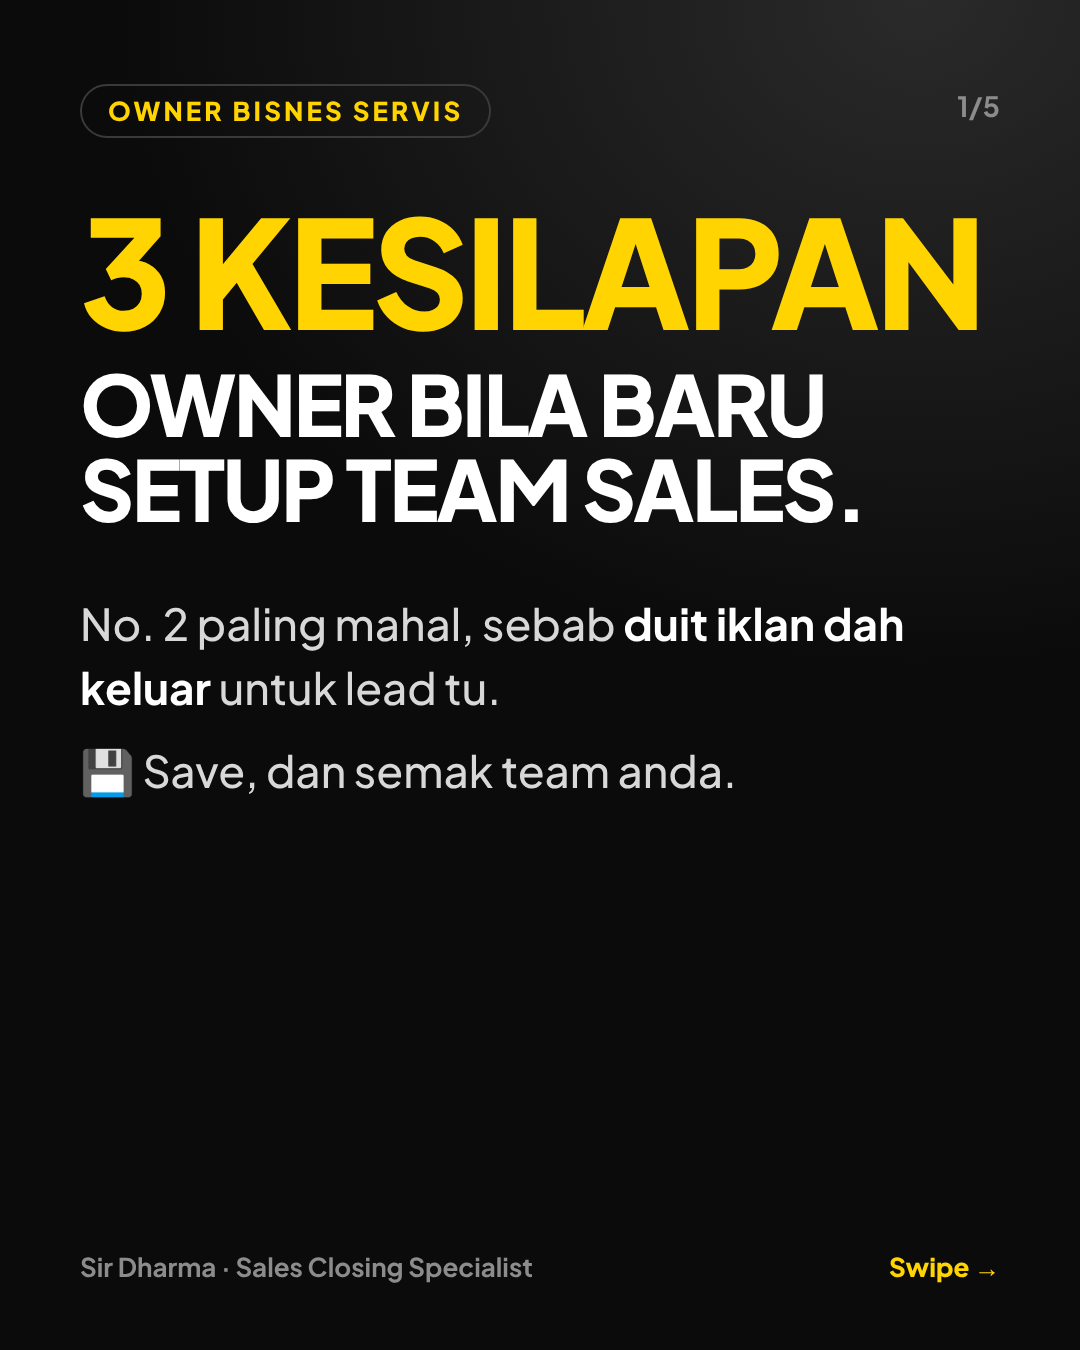 OWNER BISNES SERVIS
1/5
3 KESILAPAN
OWNER BILA BARU
SETUP TEAM SALES.
No. 2 paling mahal, sebab duit iklan dah
keluar untuk lead tu.
💾 Save, dan semak team anda.
Sir Dharma · Sales Closing Specialist
Swipe →